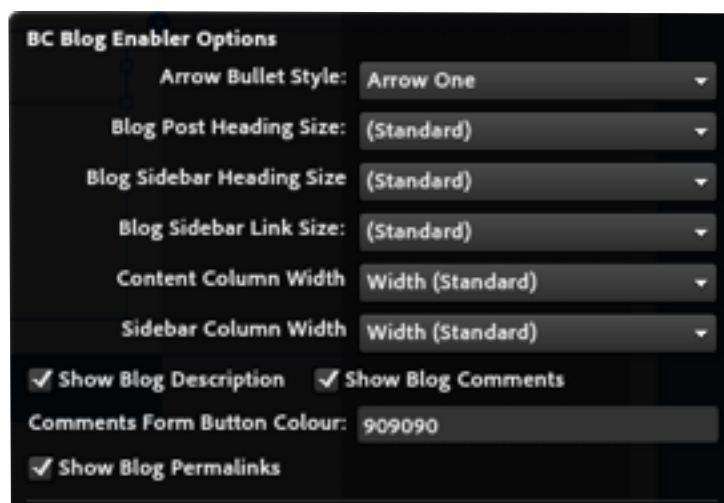 BC Blog Enabler Options
Arrow Bullet Style: Arrow One
Blog Post Heading Size: (Standard)
Blog Sidebar Heading Size (Standard)
Blog Sidebar Link Size: (Standard)
Content Column Width Width (Standard)
Sidebar Column Width Width (Standard)
Show Blog Description Show Blog Comments
Comments Form Button Colour: 909090
Show Blog Permalinks